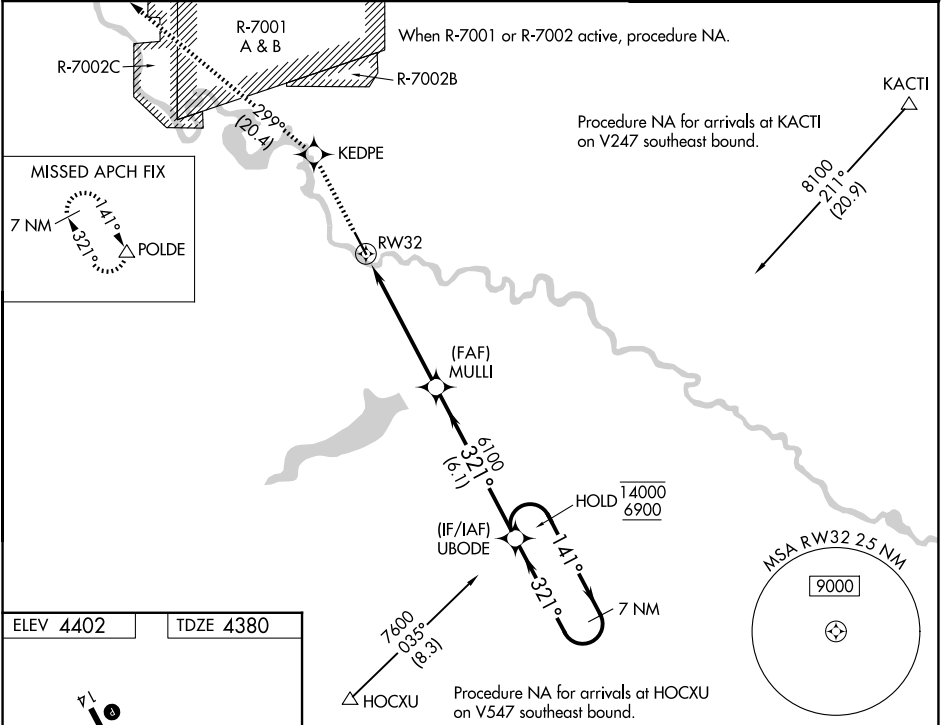 R-7001
A & B
When R-7001 or R-7002 active, procedure NA.
R-7002C
R-7002B
KACTI
299°
(20.4)
Procedure NA for arrivals at KACTI
on V247 southeast bound.
KEDPE
8100
211°
(20.9)
MISSED APCH FIX
7 NM
141°
321°
POLDE
RW32
(FAF)
MULLI
6100
321°
(6.1)
HOLD 14000
6900
(IF/IAF)
UBODE
141°
321°
7 NM
MSA RW32 25 NM
9000
ELEV 4402
TDZE 4380
7600
035°
(8.3)
HOCXU
Procedure NA for arrivals at HOCXU
on V547 southeast bound.
14
P